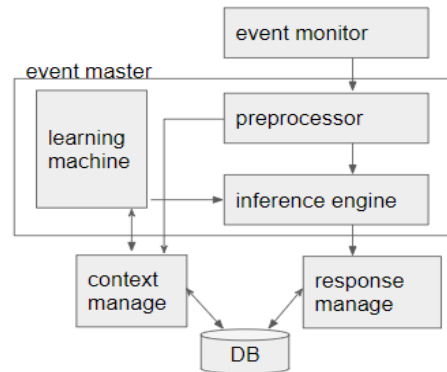 event monitor
event master
preprocessor
learning
machine
inference engine
context
manage
response
manage
DB